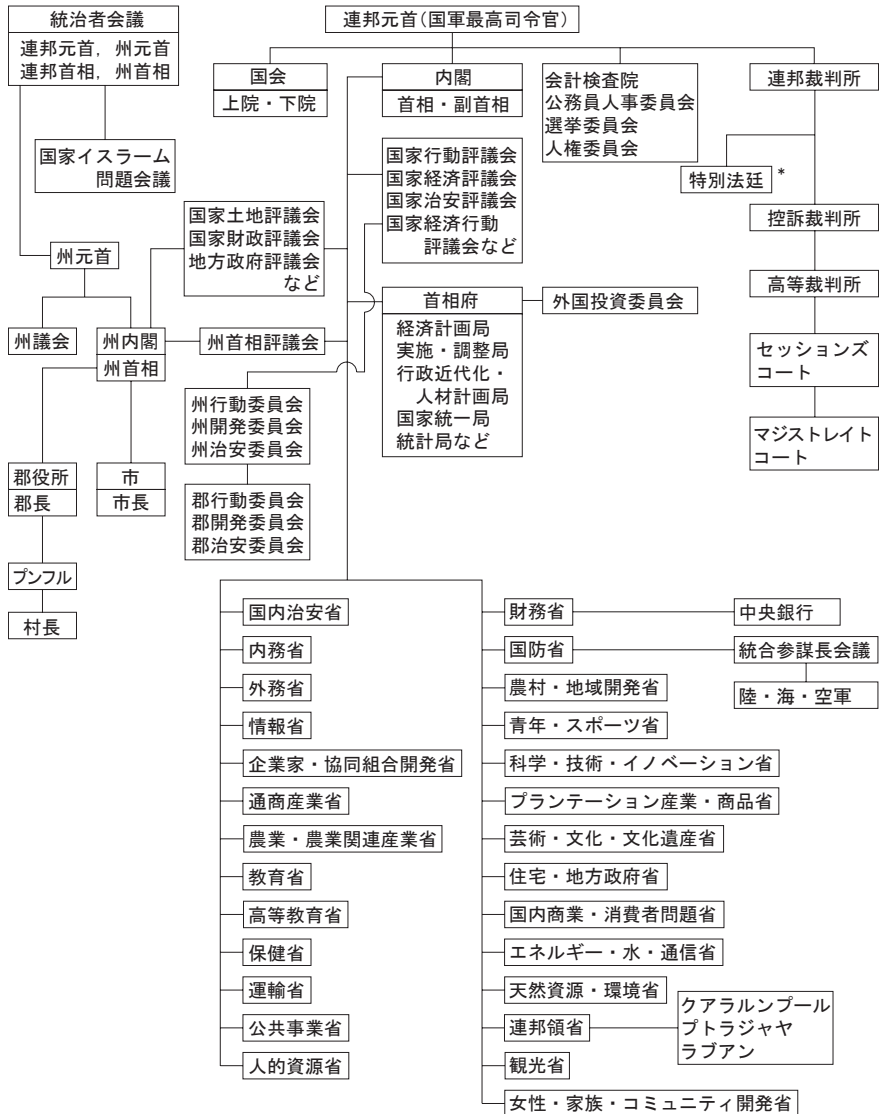 統治者会議
連邦元首，州元首
連邦首相，州首相
国家イスラーム
問題会議
連邦元首（国軍最高司令官）
国会
上院・下院
内閣
首相・副首相
会計検査院
公務員人事委員会
選挙委員会
人権委員会
連邦裁判所
特別法廷 *
控訴裁判所
高等裁判所
セッションズ
コート
マジストレイト
コート
国家行動評議会
国家経済評議会
国家治安評議会
国家経済行動
評議会など
国家土地評議会
国家財政評議会
地方政府評議会
など
州元首
州議会
州内閣
州首相
州首相評議会
首相府
経済計画局
実施・調整局
行政近代化・
人材計画局
国家統一局
統計局など
外国投資委員会
州行動委員会
州開発委員会
州治安委員会
郡行動委員会
郡開発委員会
郡治安委員会
郡役所
郡長
市
市長
プンフル
村長
国内治安省
内務省
外務省
情報省
企業家・協同組合開発省
通商産業省
農業・農業関連産業省
教育省
高等教育省
保健省
運輸省
公共事業省
人的資源省
財務省
中央銀行
国防省
統合参謀長会議
陸・海・空軍
農村・地域開発省
青年・スポーツ省
科学・技術・イノベーション省
プランテーション産業・商品省
芸術・文化・文化遺産省
住宅・地方政府省
国内商業・消費者問題省
エネルギー・水・通信省
天然資源・環境省
連邦領省
クアラルンプール
プトラジャヤ
ラブアン
観光省
女性・家族・コミュニティ開発省